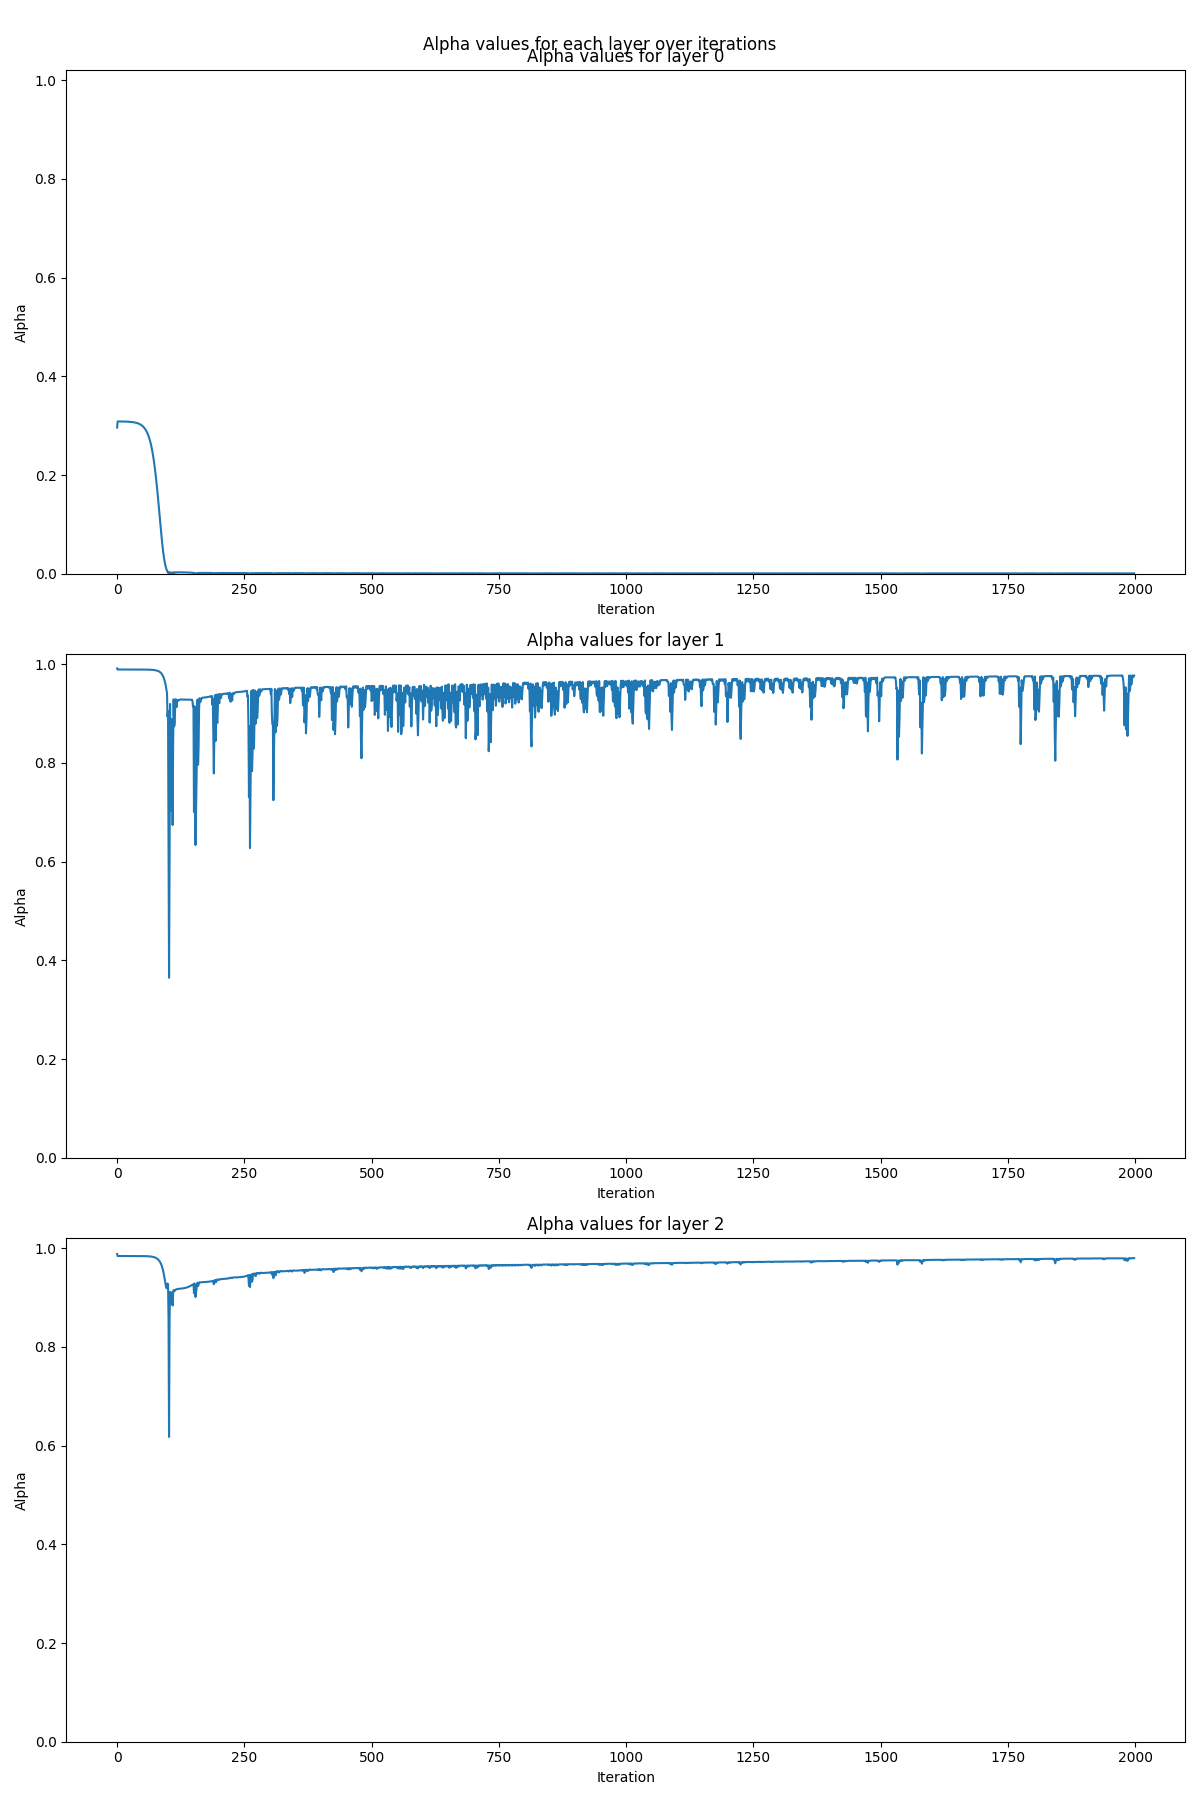 Alpha values for each layer over iterations
Alpha values for layer 0
1.0
0.8
0.6
0.4
0.2
0.0
Alpha
0 250 500 750 1000 1250 1500 1750 2000
Iteration
Alpha values for layer 1
1.0
0.8
0.6
0.4
0.2
0.0
Alpha
0 250 500 750 1000 1250 1500 1750 2000
Iteration
Alpha values for layer 2
1.0
0.8
0.6
0.4
0.2
0.0
Alpha
0 250 500 750 1000 1250 1500 1750 2000
Iteration